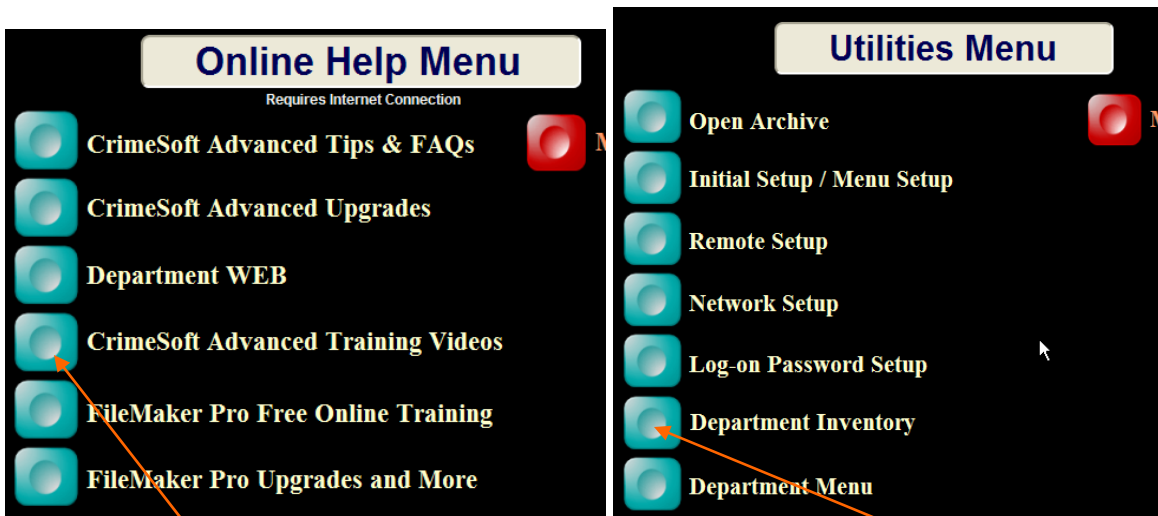 Online Help Menu
Requires Internet Connection
CrimeSoft Advanced Tips & FAQs
CrimeSoft Advanced Upgrades
Department WEB
CrimeSoft Advanced Training Videos
FileMaker Pro Free Online Training
FileMaker Pro Upgrades and More
Utilities Menu
Open Archive
Initial Setup / Menu Setup
Remote Setup
Network Setup
Log-on Password Setup
Department Inventory
Department Menu